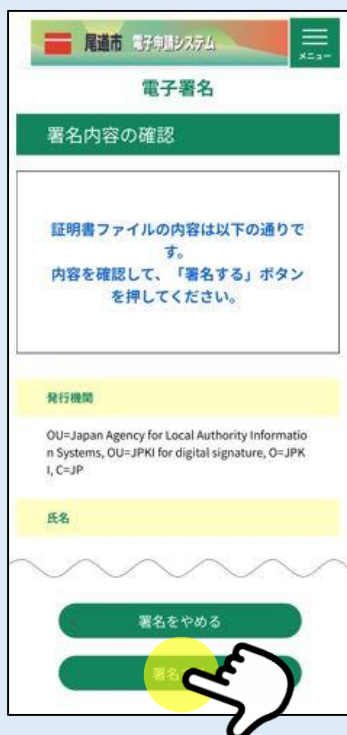 尾道市 電子申請システム
メニュー
電子署名
署名内容の確認
証明書ファイルの内容は以下の通りで
す。
内容を確認して、「署名する」ボタン
を押してください。
発行機関
OU=Japan Agency for Local Authority Informatio
n Systems, OU=JPKI for digital signature, O=JPK
I, C=JP
氏名
署名をやめる
署名